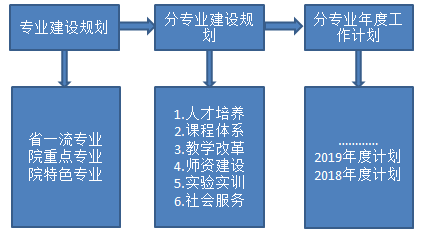 专业建设规划
分专业建设规
划
分专业年度工
作计划
省一流专业
院重点专业
院特色专业
1.人才培养
2.课程体系
3.教学改革
4.师资建设
5.实验实训
6.社会服务
............
2019年度计划
2018年度计划